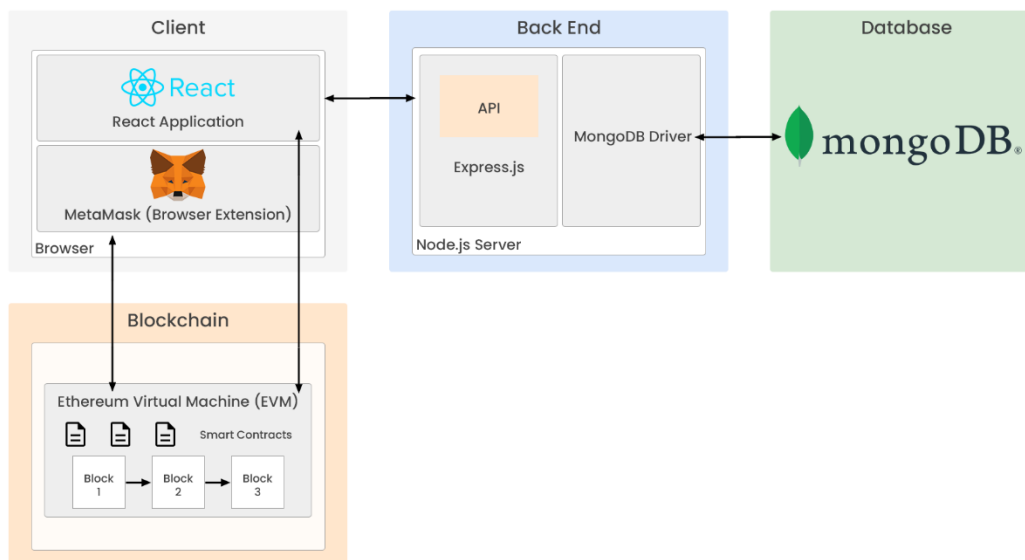 Client
React
React Application
MetaMask (Browser Extension)
Browser
Back End
API
Express.js
MongoDB Driver
Node.js Server
Database
mongoDB®
Blockchain
Ethereum Virtual Machine (EVM)
Smart Contracts
Block
1
Block
2
Block
3